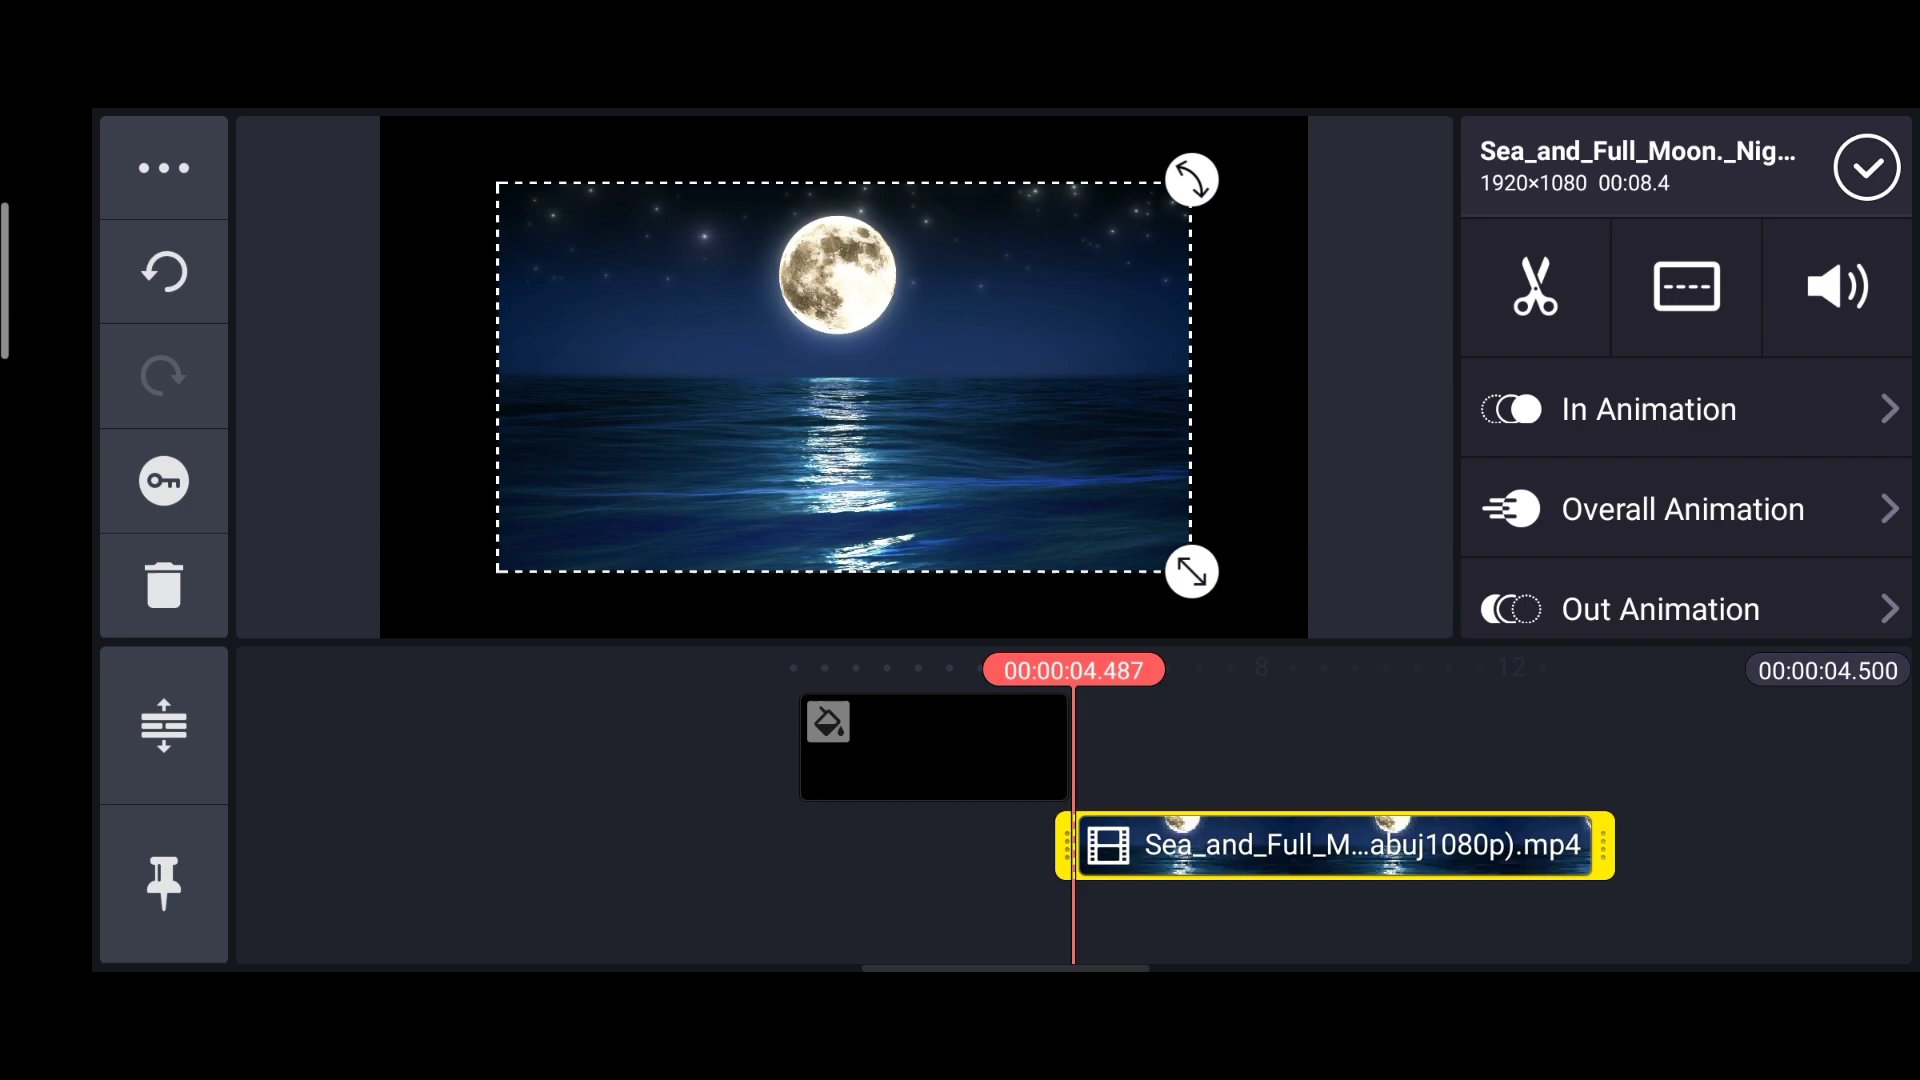 Sea_and_Full_Moon._Nig...
1920×1080 00:08.4
In Animation
Overall Animation
Out Animation
00:00:04.487
8
12
00:00:04.500
Sea_and_Full_M...abuj1080p).mp4